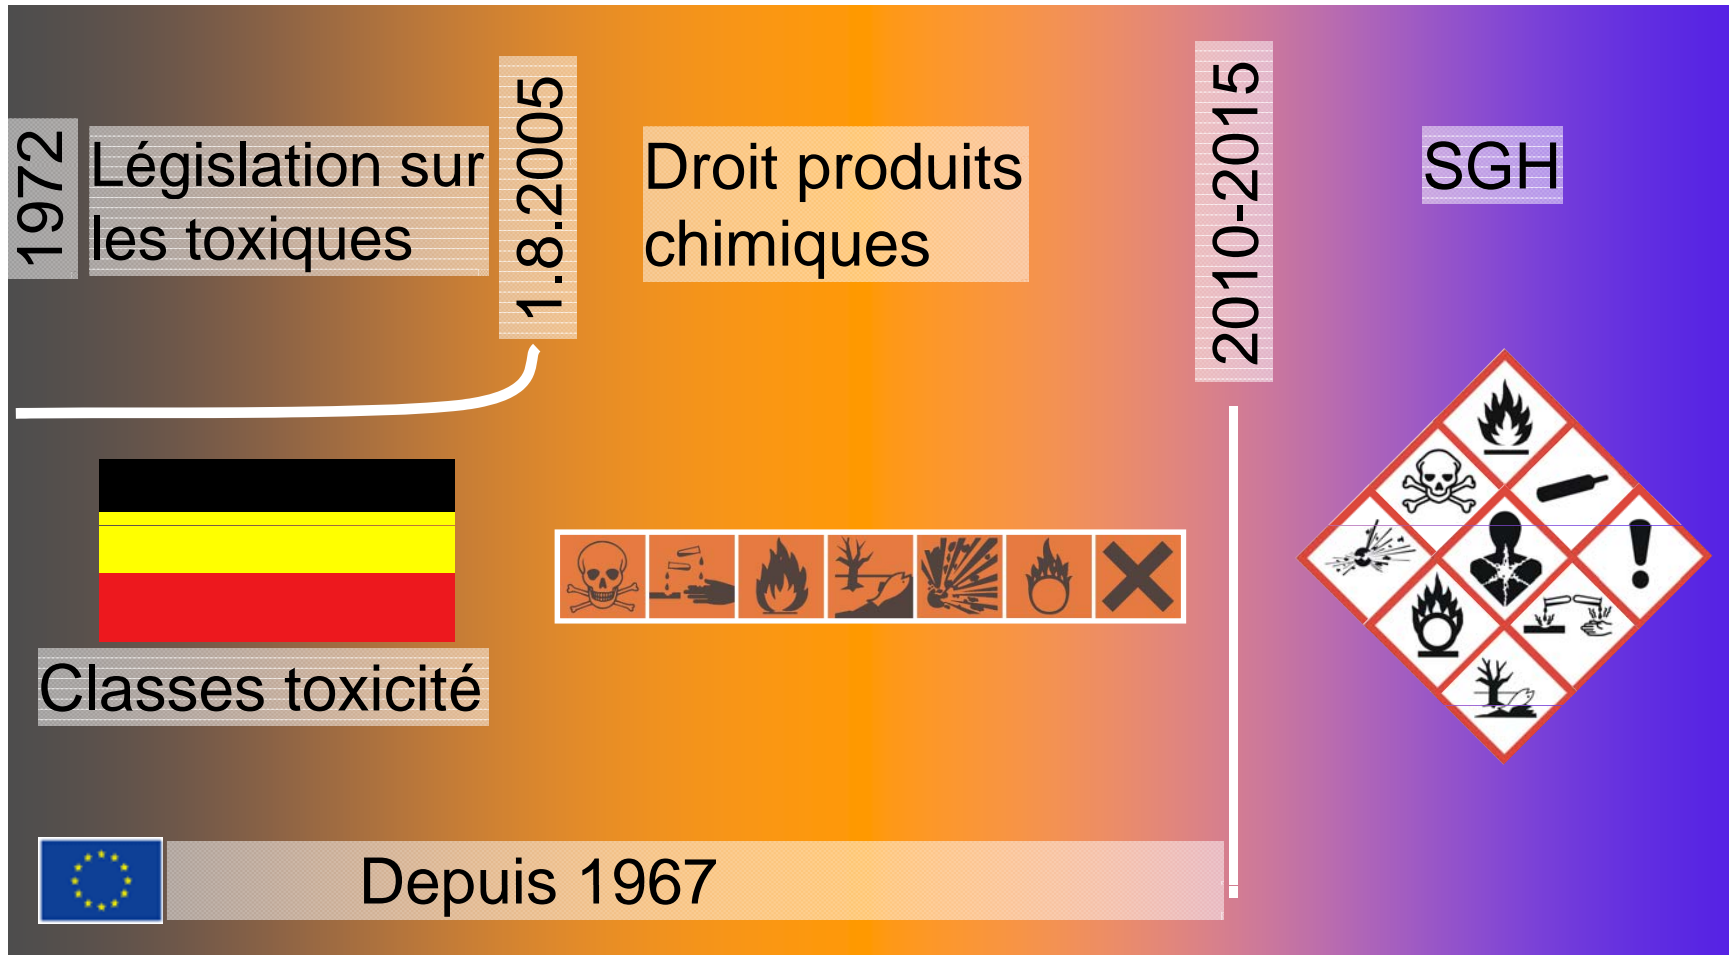 1972
Législation sur
les toxiques
1.8.2005
Droit produits
chimiques
2010-2015
SGH
Classes toxicité
Depuis 1967